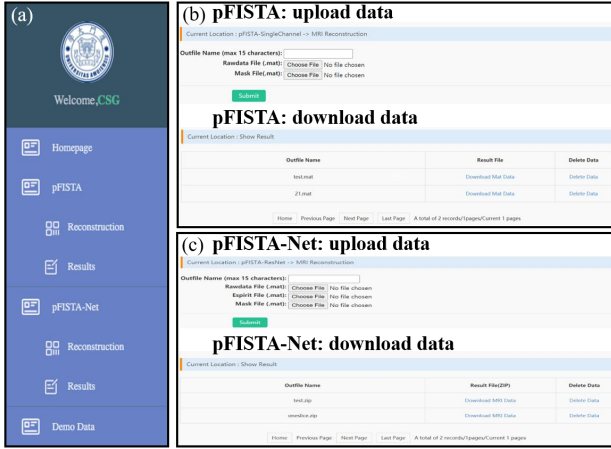 (a)
Welcome,CSG
Homepage
pFISTA
Reconstruction
Results
pFISTA-Net
Reconstruction
Results
Demo Data
(b) pFISTA: upload data
Current Location : pFISTA-SingleChannel -> MRI Reconstruction
Outfile Name (max 15 characters):
Rawdata File (.mat): Choose File No file chosen
Mask File(.mat): Choose File No file chosen
Submit
pFISTA: download data
Current Location : Show Result
Outfile Name Result File Delete Data
test.mat Download Mat Data Delete Data
21.mat Download Mat Data Delete Data
Home Previous Page Next Page Last Page A total of 2 records/1pages/Current 1 pages
(c) pFISTA-Net: upload data
Current Location : pFISTA-ResNet -> MRI Reconstruction
Outfile Name (max 15 characters):
Rawdata File (.mat): Choose File No file chosen
Espirit File (.mat): Choose File No file chosen
Mask File (.mat): Choose File No file chosen
Submit
pFISTA-Net: download data
Current Location : Show Result
Outfile Name Result File(ZIP) Delete Data
test.zip Download MRI Data Delete Data
Download MRI Data Delete Data
Home Previous Page Next Page Last Page A total of 2 records/1pages/Current 1 pages